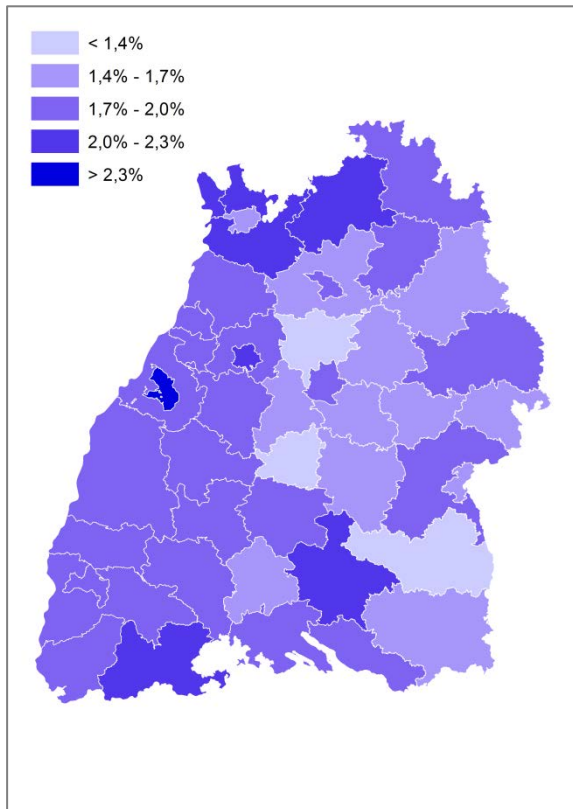 < 1,4%
1,4% - 1,7%
1,7% - 2,0%
2,0% - 2,3%
> 2,3%